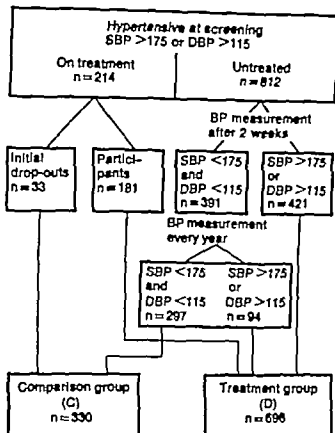 Hypertensive at screening
SBP >175 or DBP >115
On treatment
n=214
Untreated
n=812
BP measurement
after 2 weeks
Initial
drop-outs
n=33
Partici-
pants
n=181
SBP <175
and
DBP <115
n=391
SBP >175
or
DBP >115
n=421
BP measurement
every year
SBP <175
and
DBP <115
n=297
SBP >175
or
DBP >115
n=94
Comparison group
(C)
n=330
Treatment group
(D)
n=696